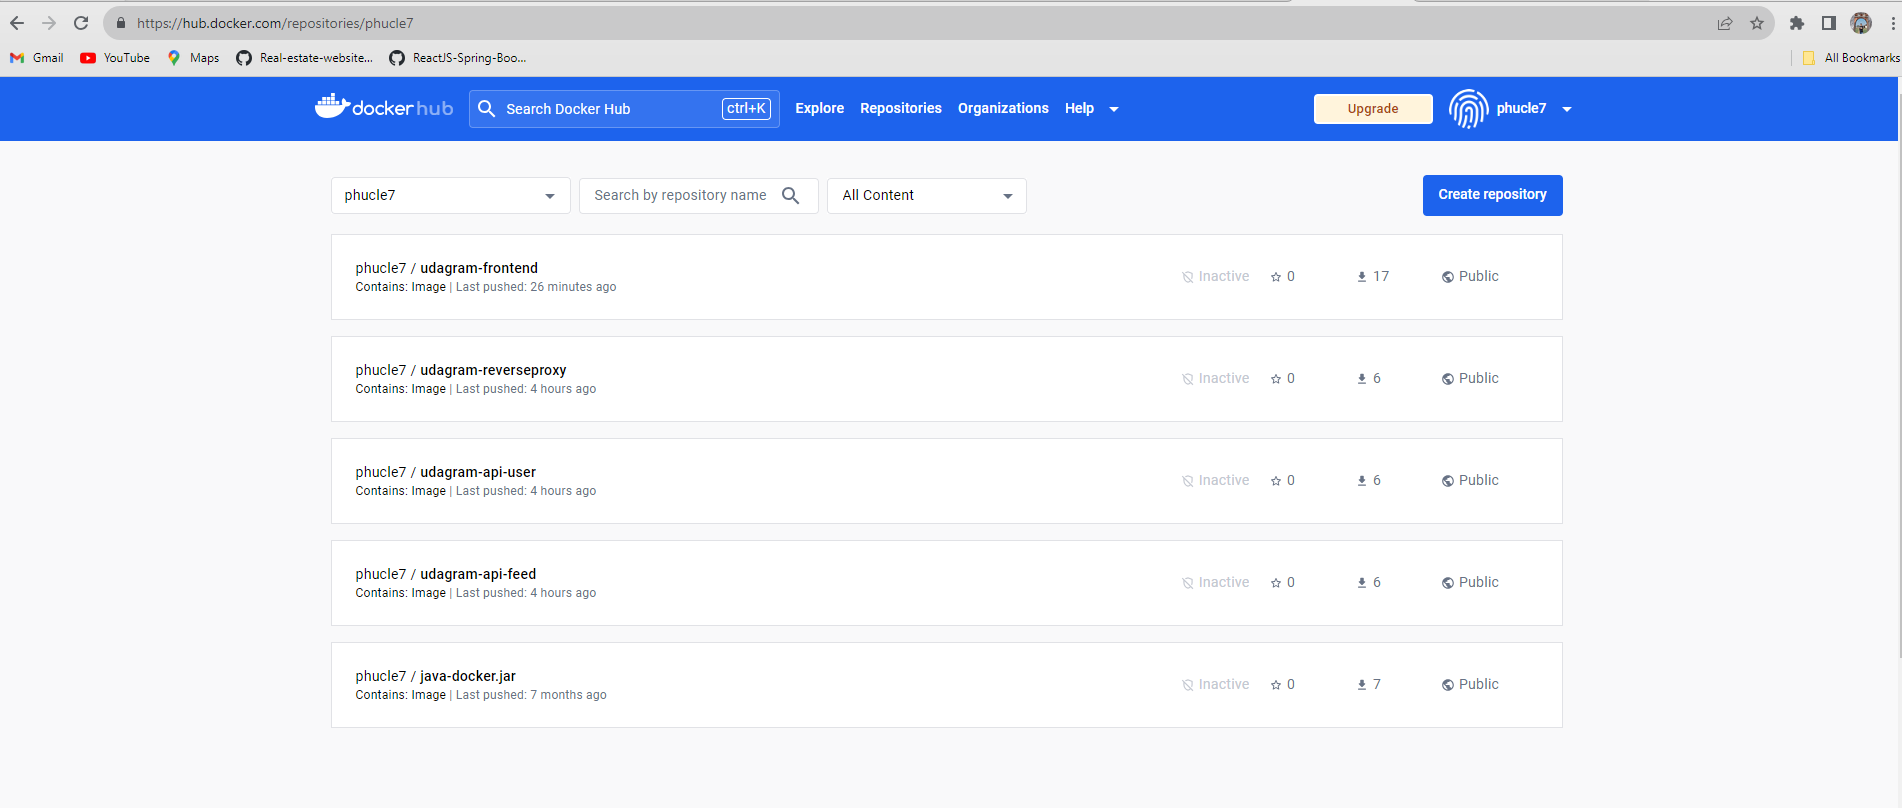 https://hub.docker.com/repositories/phucle7
Gmail YouTube Maps Real-estate-website... ReactJS-Spring-Boo... All Bookmarks
dockerhub Search Docker Hub ctrl+K Explore Repositories Organizations Help Upgrade phucle7
phucle7 Search by repository name All Content Create repository
phucle7 / udagram-frontend
Contains: Image | Last pushed: 26 minutes ago
Inactive 0 17 Public
phucle7 / udagram-reverseproxy
Contains: Image | Last pushed: 4 hours ago
Inactive 0 6 Public
phucle7 / udagram-api-user
Contains: Image | Last pushed: 4 hours ago
Inactive 0 6 Public
phucle7 / udagram-api-feed
Contains: Image | Last pushed: 4 hours ago
Inactive 0 6 Public
phucle7 / java-docker.jar
Contains: Image | Last pushed: 7 months ago
Inactive 0 7 Public